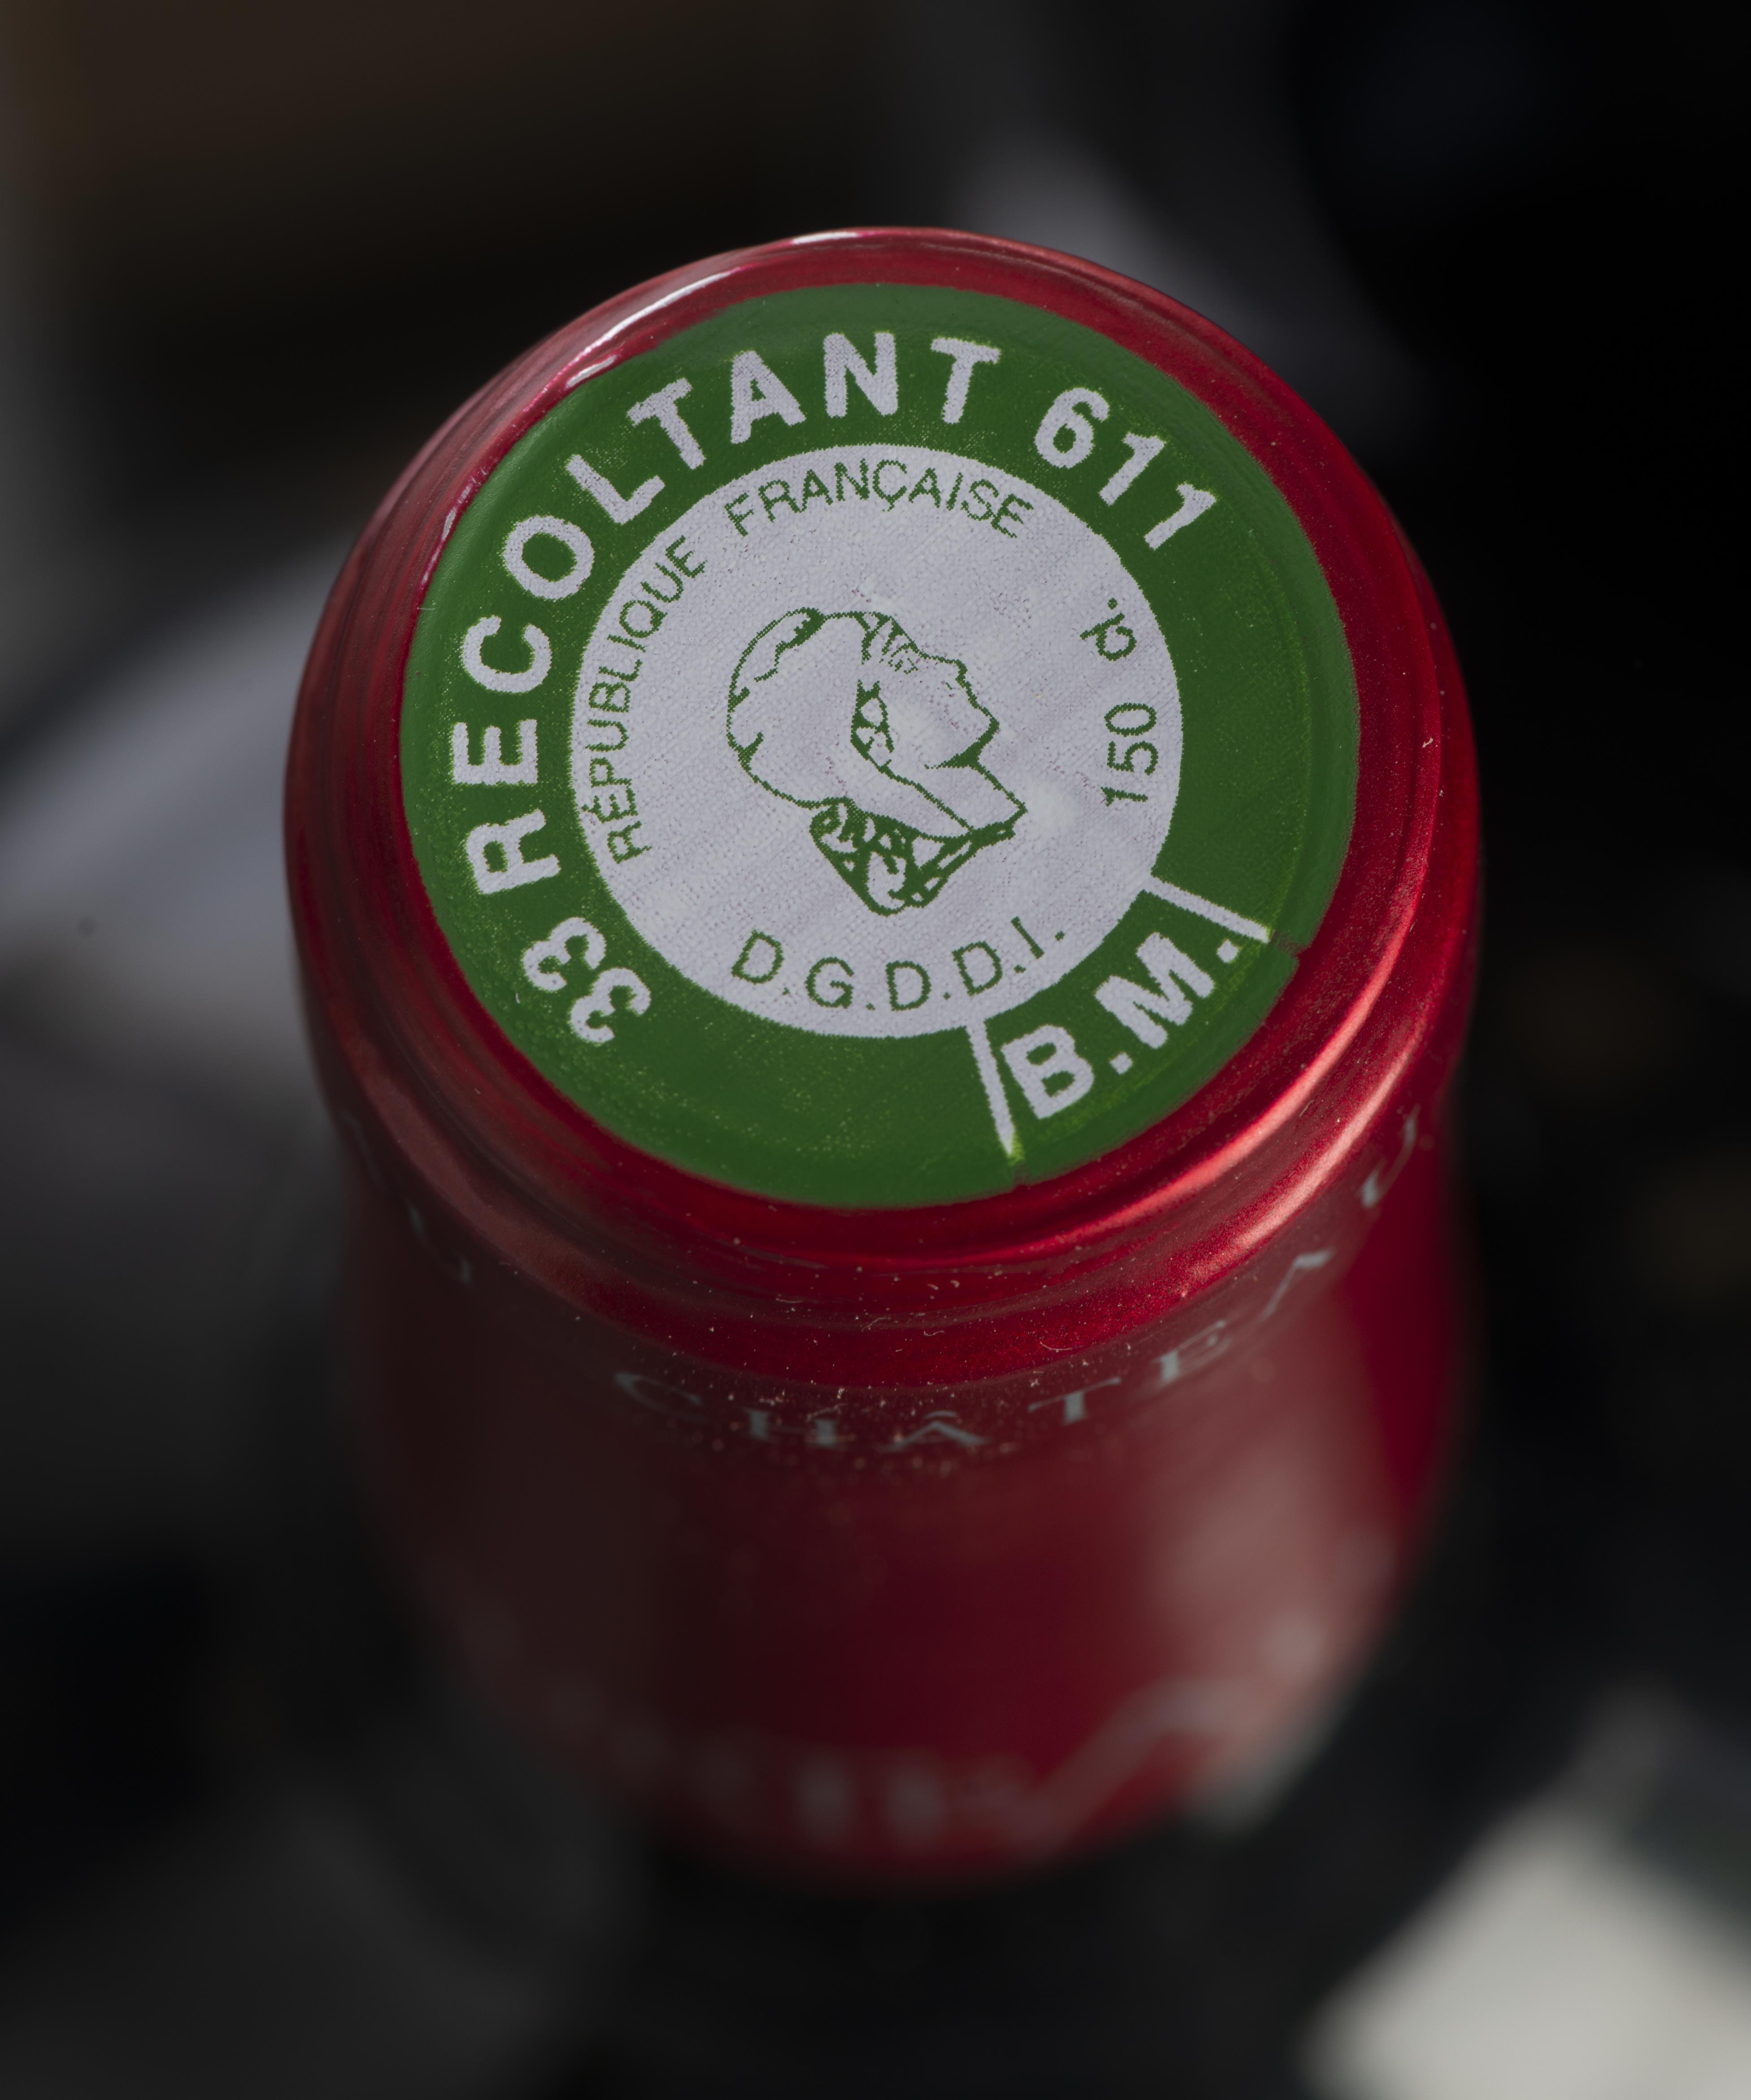 33 RECOLTANT 611
RÉPUBLIQUE FRANÇAISE
150 cl.
D.G.D.D.I.
B.M.
CHÂTEAU